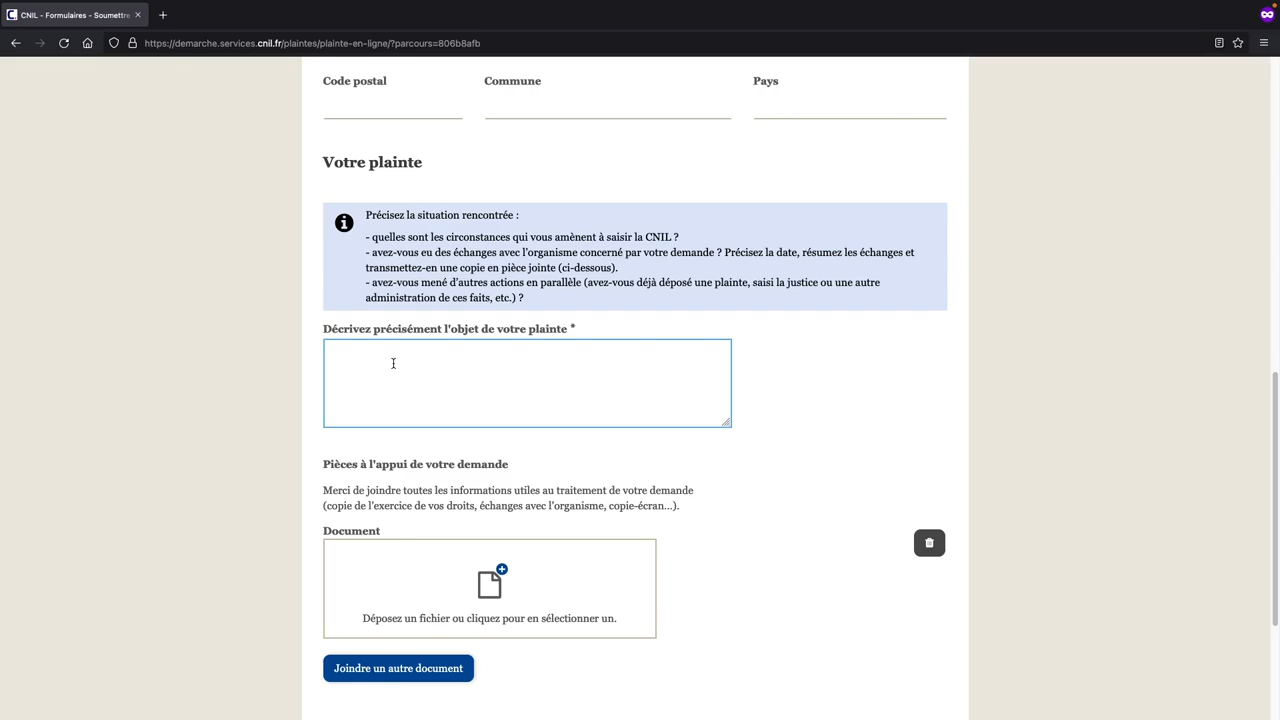 CNIL - Formulaires - Soumettre
https://demarche.services.cnil.fr/plaintes/plainte-en-ligne/?parcours=806b8afb
Code postal Commune Pays
Votre plainte
Précisez la situation rencontrée :
- quelles sont les circonstances qui vous amènent à saisir la CNIL ?
- avez-vous eu des échanges avec l'organisme concerné par votre demande ? Précisez la date, résumez les échanges et
transmettez-en une copie en pièce jointe (ci-dessous).
- avez-vous mené d'autres actions en parallèle (avez-vous déjà déposé une plainte, saisi la justice ou une autre
administration de ces faits, etc.) ?
Décrivez précisément l'objet de votre plainte *
Pièces à l'appui de votre demande
Merci de joindre toutes les informations utiles au traitement de votre demande
(copie de l'exercice de vos droits, échanges avec l'organisme, copie-écran...).
Document
Déposez un fichier ou cliquez pour en sélectionner un.
Joindre un autre document